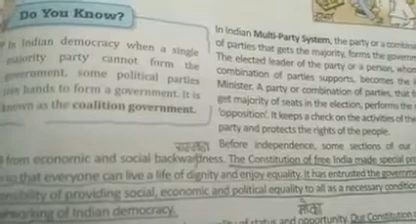 Do You Know?
In Indian democracy when a single
majority party cannot form the
government, some political parties
join hands to form a government. It is
known as the coalition government.
In Indian Multi-Party System, the party or a
of parties that gets the majority, forms the
The elected leader of the party or a person,
combination of parties supports, becomes the
Minister. A party or combination of parties, that
get majority of seats in the election, performs the
'opposition'. It keeps a check on the activities of the
party and protects the rights of people.
Before independence, some sections of our
from economic and social backwardness. The Constitution of free India made special
so that everyone can live a life of dignity and enjoy equality. It has entrusted the
responsibility of providing social, economic and political equality to all as a necessary
working of Indian democracy.
of status and opportunity. Our